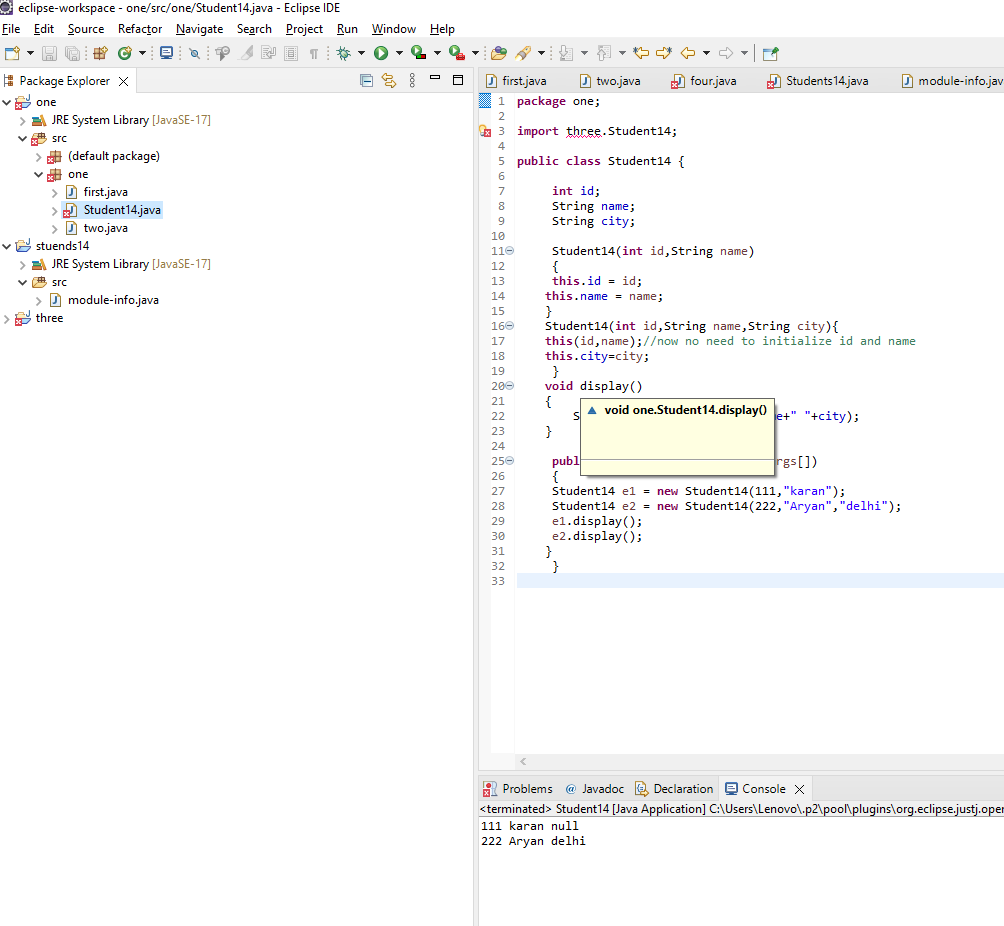 eclipse-workspace - one/src/one/Student14.java - Eclipse IDE
File Edit Source Refactor Navigate Search Project Run Window Help
Package Explorer
one
JRE System Library [JavaSE-17]
src
(default package)
one
first.java
Student14.java
two.java
stuends14
JRE System Library [JavaSE-17]
src
module-info.java
three
first.java two.java four.java Students14.java module-info.jav
1 package one;
2
3 import three.Student14;
4
5 public class Student14 {
6
7 int id;
8 String name;
9 String city;
10
11 Student14(int id,String name)
12 {
13 this.id = id;
14 this.name = name;
15 }
16 Student14(int id,String name,String city){
17 this(id,name);//now no need to initialize id and name
18 this.city=city;
19 }
20 void display()
21 {
22 S e+" "+city);
23 }
24
25 publ rgs[])
26 {
27 Student14 e1 = new Student14(111,"karan");
28 Student14 e2 = new Student14(222,"Aryan","delhi");
29 e1.display();
30 e2.display();
31 }
32 }
33
void one.Student14.display()
Problems Javadoc Declaration Console
<terminated> Student14 [Java Application] C:\Users\Lenovo\.p2\pool\plugins\org.eclipse.justj.oper
111 karan null
222 Aryan delhi